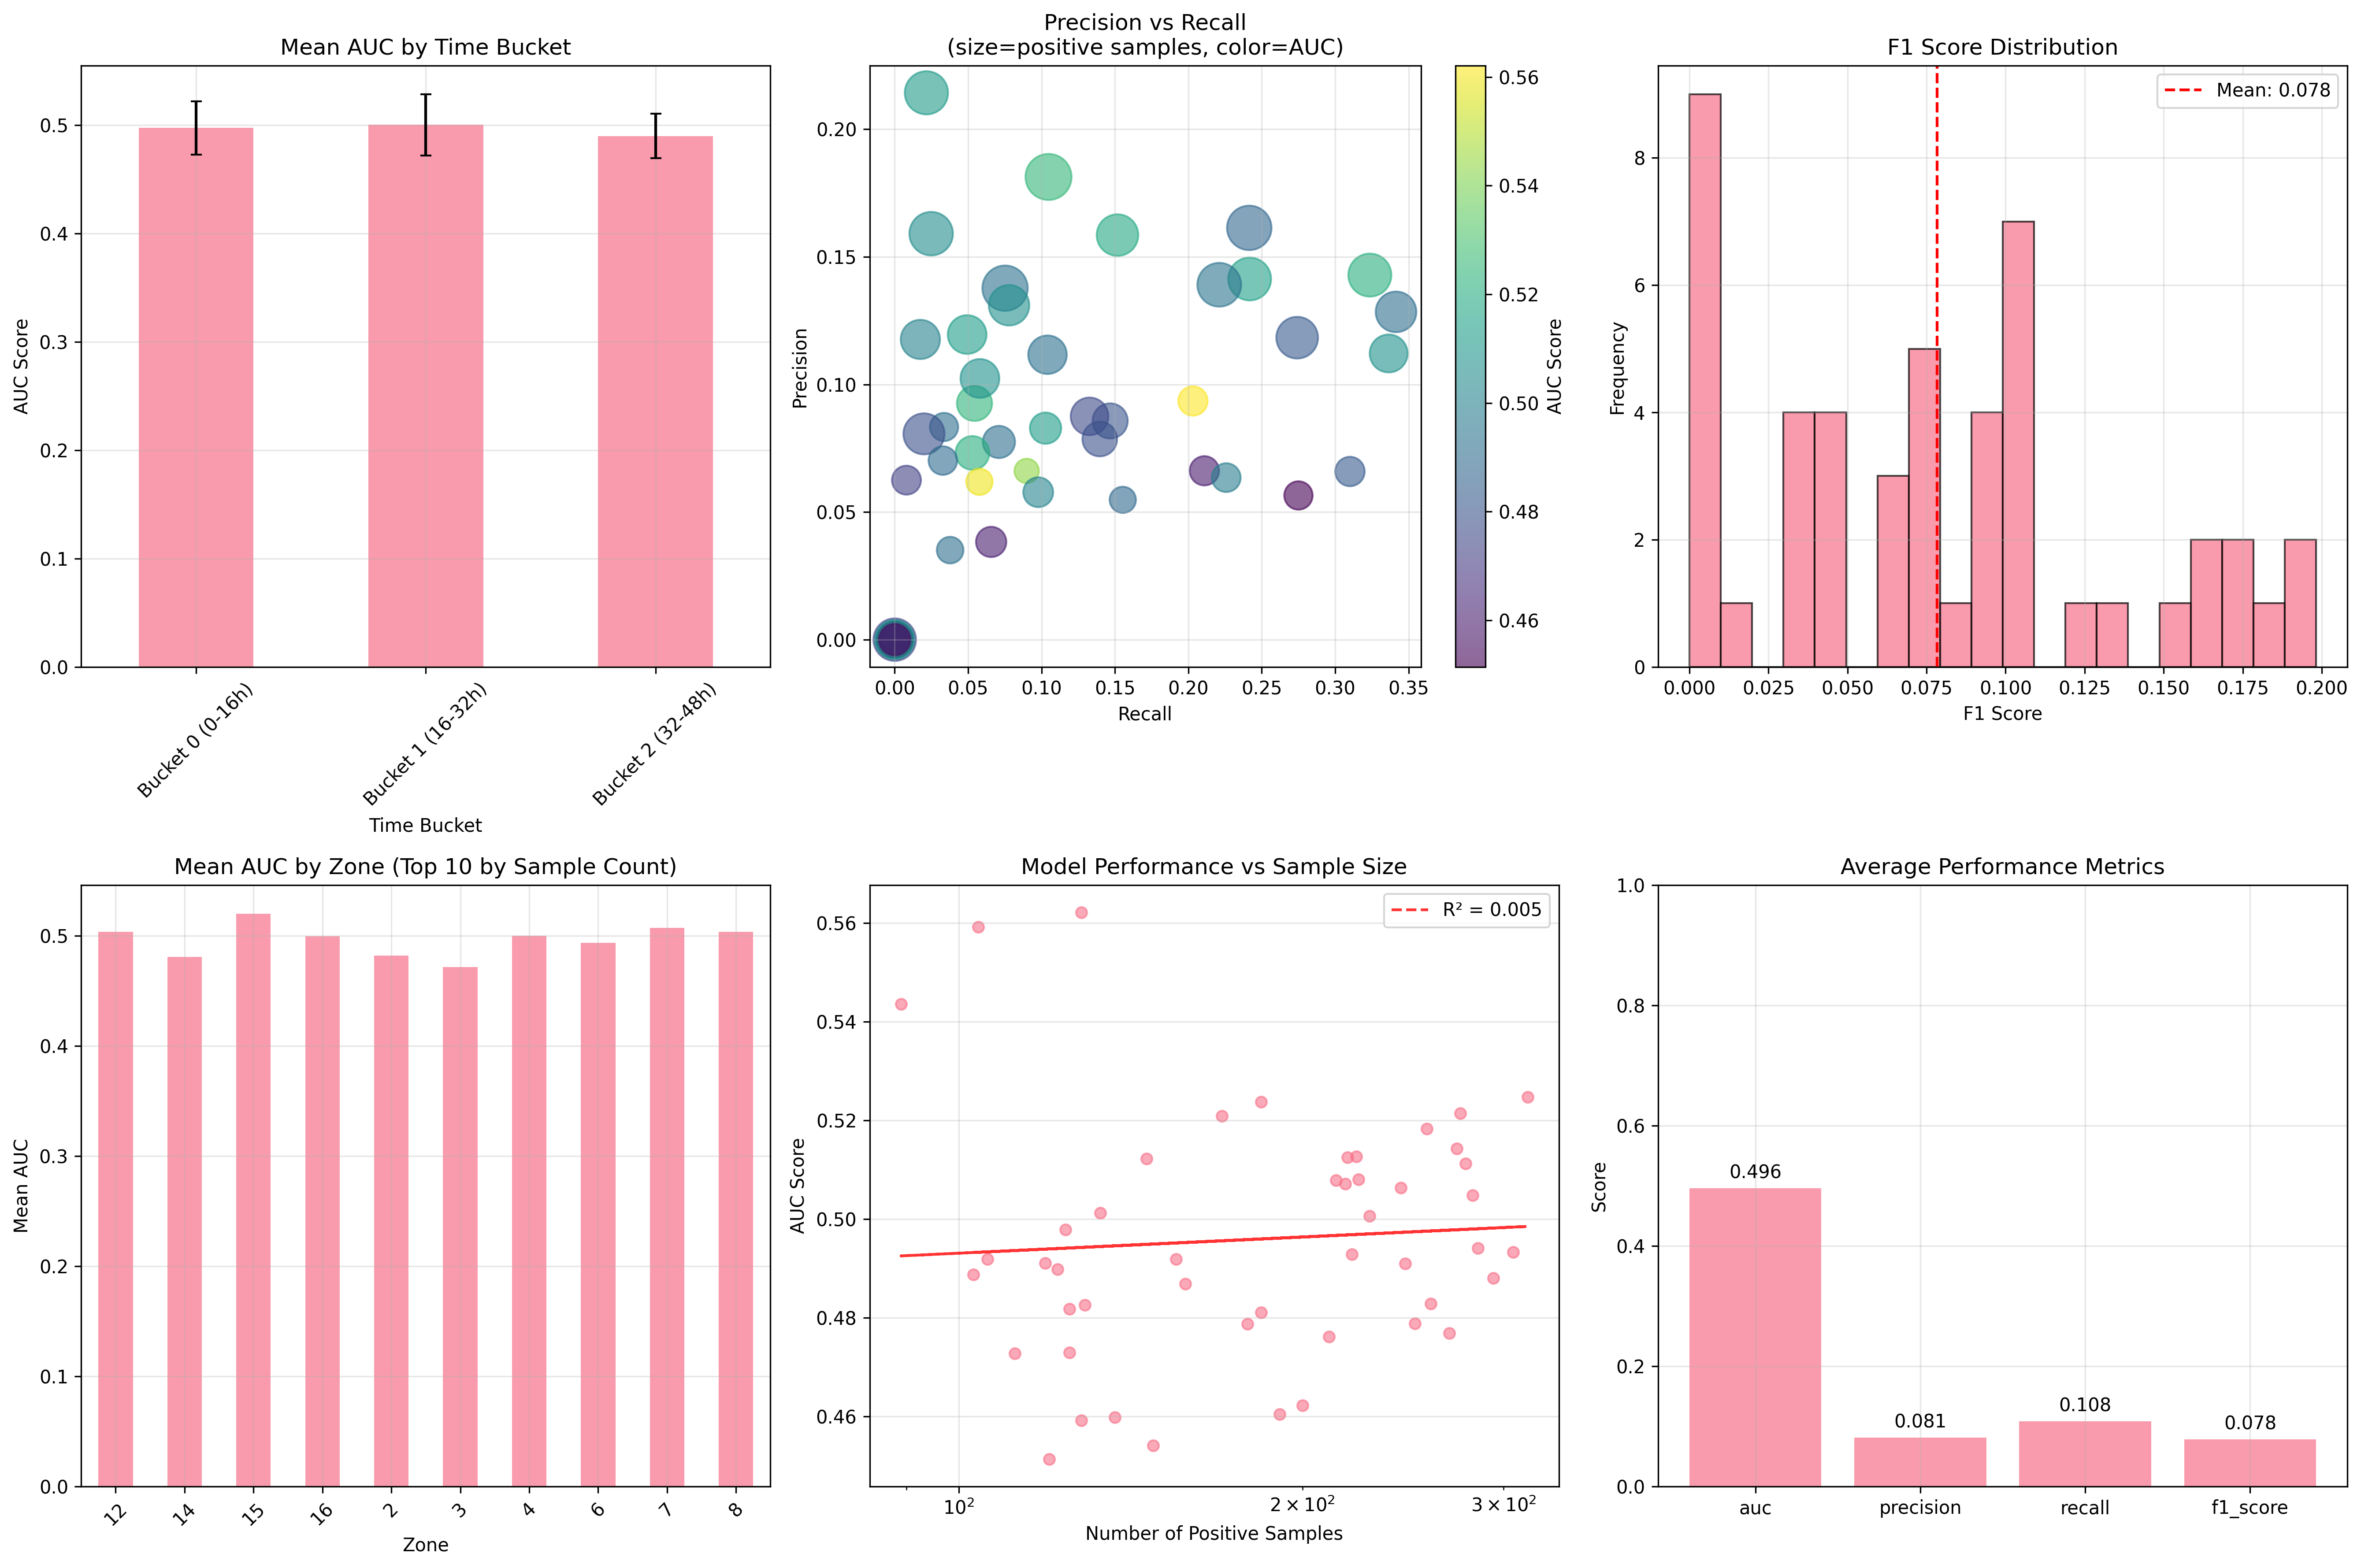 Mean AUC by Time Bucket
AUC Score
0.5
0.4
0.3
0.2
0.1
0.0
Bucket 0 (0-16h)
Bucket 1 (16-32h)
Bucket 2 (32-48h)
Time Bucket
Precision vs Recall
(size=positive samples, color=AUC)
Precision
0.20
0.15
0.10
0.05
0.00
0.00 0.05 0.10 0.15 0.20 0.25 0.30 0.35
Recall
0.56
0.54
0.52
0.50
0.48
0.46
AUC Score
F1 Score Distribution
Mean: 0.078
Frequency
8
6
4
2
0
0.000 0.025 0.050 0.075 0.100 0.125 0.150 0.175 0.200
F1 Score
Mean AUC by Zone (Top 10 by Sample Count)
Mean AUC
0.5
0.4
0.3
0.2
0.1
0.0
12 14 15 16 2 3 4 6 7 8
Zone
Model Performance vs Sample Size
R² = 0.005
AUC Score
0.56
0.54
0.52
0.50
0.48
0.46
10² 2 × 10² 3 × 10²
Number of Positive Samples
Average Performance Metrics
Score
1.0
0.8
0.6
0.4
0.2
0.0
0.496
0.081
0.108
0.078
auc precision recall f1_score